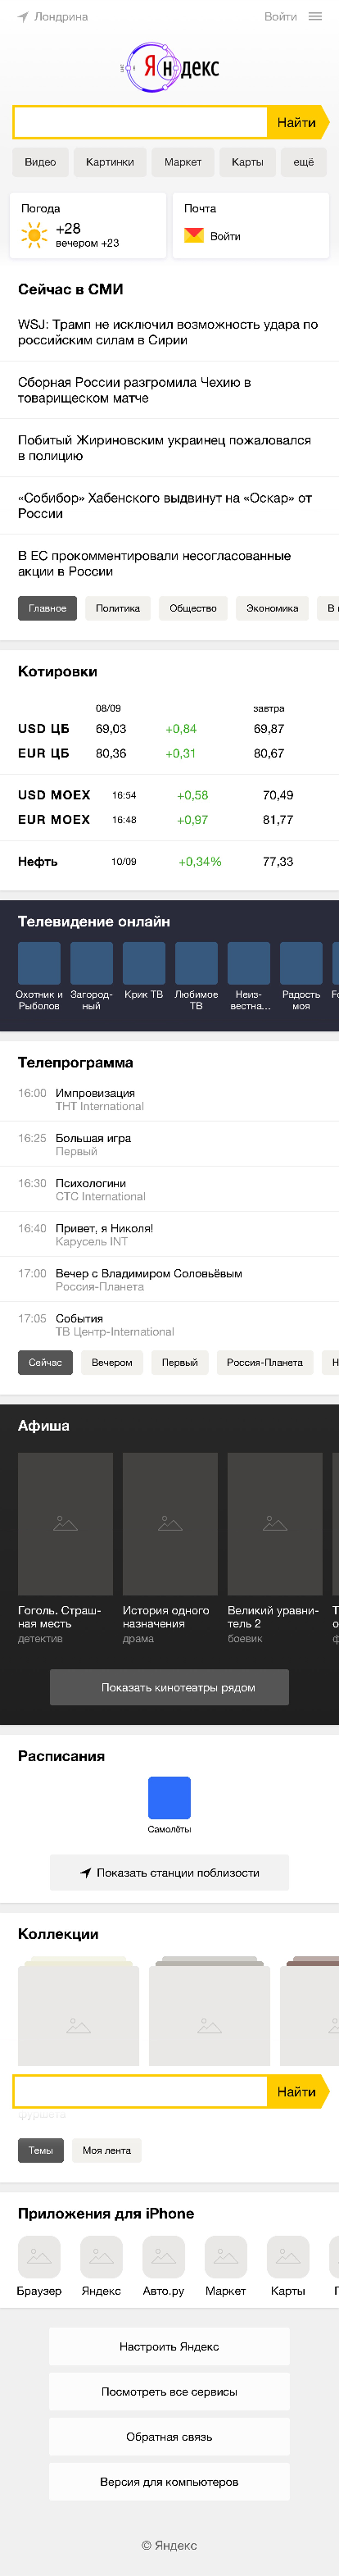 Лондрина
Войти
Яндекс
Найти
Видео
Картинки
Маркет
Карты
ещё
Погода
+28
вечером +23
Почта
Войти
Сейчас в СМИ
WSJ: Трамп не исключил возможность удара по
российским силам в Сирии
Сборная России разгромила Чехию в
товарищеском матче
Побитый Жириновским украинец пожаловался
в полицию
«Собибор» Хабенского выдвинут на «Оскар» от
России
В ЕС прокомментировали несогласованные
акции в России
Главное
Политика
Общество
Экономика
В
Котировки
08/09 завтра
USD ЦБ 69,03 +0,84 69,87
EUR ЦБ 80,36 +0,31 80,67
USD MOEX 16:54 +0,58 70,49
EUR MOEX 16:48 +0,97 81,77
Нефть 10/09 +0,34% 77,33
Телевидение онлайн
Охотник и
Рыболов
Загород-
ный
Крик ТВ
Любимое
ТВ
Неиз-
вестна...
Радость
моя
Телепрограмма
16:00 Импровизация
ТНТ International
16:25 Большая игра
Первый
16:30 Психологини
СТС International
16:40 Привет, я Николя!
Карусель INT
17:00 Вечер с Владимиром Соловьёвым
Россия-Планета
17:05 События
ТВ Центр-International
Сейчас
Вечером
Первый
Россия-Планета
Н
Афиша
Гоголь. Страш-
ная месть
детектив
История одного
назначения
драма
Великий уравни-
тель 2
боевик
Показать кинотеатры рядом
Расписания
Самолёты
Показать станции поблизости
Коллекции
Найти
Темы
Моя лента
Приложения для iPhone
Браузер
Яндекс
Авто.ру
Маркет
Карты
Настроить Яндекс
Посмотреть все сервисы
Обратная связь
Версия для компьютеров
© Яндекс